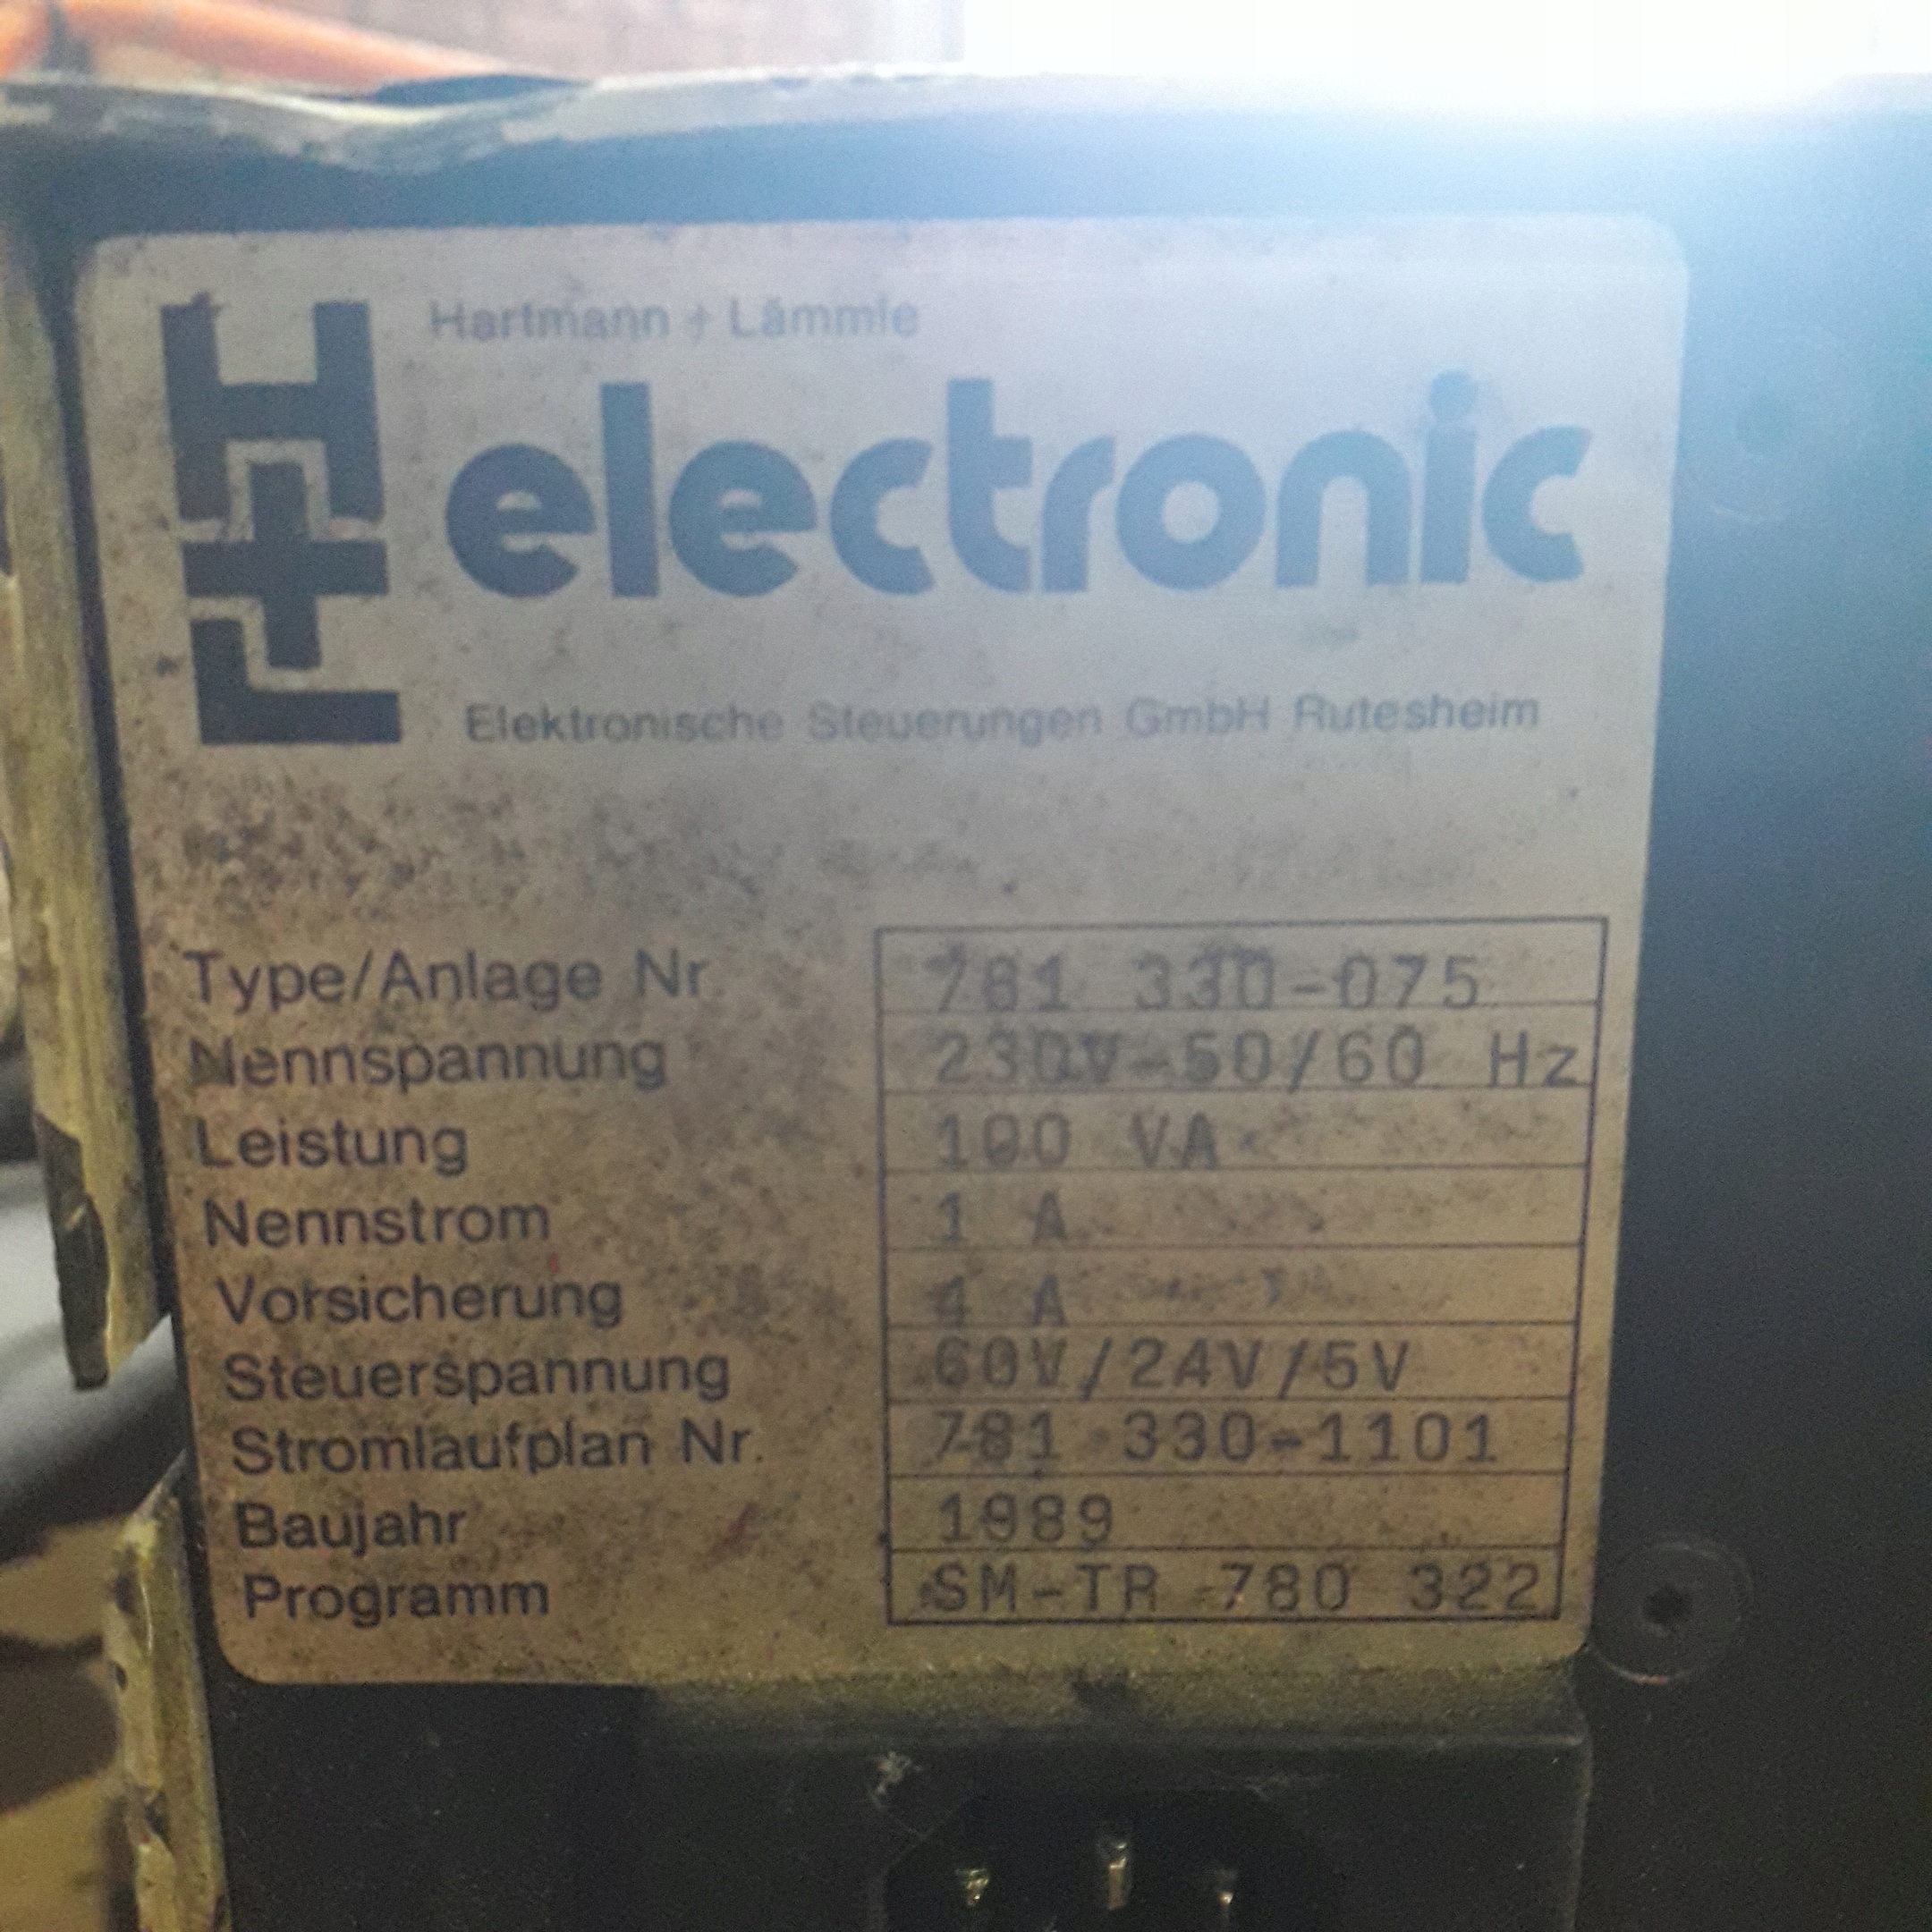 H+L
Hartmann + Lämmle
electronic
Elektronische Steuerungen GmbH Rutesheim
Type/Anlage Nr. 781 330-075
Nennspannung 230V-50/60 Hz
Leistung 100 VA
Nennstrom 1 A
Vorsicherung A
Steuerspannung 60V/24V/5V
Stromlaufplan Nr. 781 330-1101
Baujahr 1989
Programm SM-TR 780 322